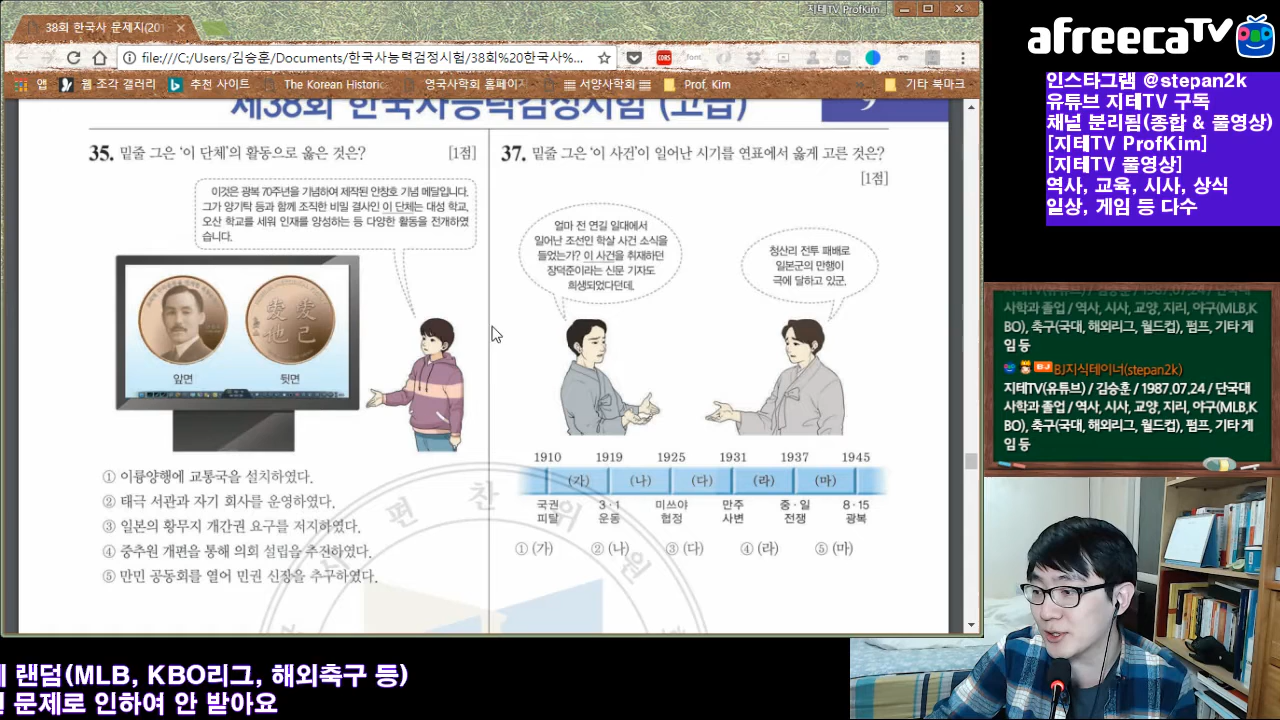 지테TV ProfKim
38회 한국사 문제지(201
file:///C:/Users/김승훈/Documents/한국사능력검정시험/38회%20한국사%...
앱 웹 조각 갤러리 추천 사이트 The Korean Historic 영국사학회 홈페이지 ▤ 서양사학회 ▤ Prof. Kim 기타 북마크
제38회 한국사능력검정시험 (고급) 9
35. 밑줄 그은 '이 단체'의 활동으로 옳은 것은? [1점]
이것은 광복 70주년을 기념하여 제작된 안창호 기념 메달입니다.
그가 양기탁 등과 함께 조직한 비밀 결사인 이 단체는 대성 학교,
오산 학교를 세워 인재를 양성하는 등 다양한 활동을 전개하였
습니다.
앞면 뒷면
① 이륭양행에 교통국을 설치하였다.
② 태극 서관과 자기 회사를 운영하였다.
③ 일본의 황무지 개간권 요구를 저지하였다.
④ 중추원 개편을 통해 의회 설립을 추진하였다.
⑤ 만민 공동회를 열어 민권 신장을 추구하였다.
37. 밑줄 그은 '이 사건'이 일어난 시기를 연표에서 옳게 고른 것은?
[1점]
얼마 전 연길 일대에서
일어난 조선인 학살 사건 소식을
들었는가? 이 사건을 취재하던
장덕준이라는 신문 기자도
희생되었다던데.
청산리 전투 패배로
일본군의 만행이
극에 달하고 있군.
1910 1919 1925 1931 1937 1945
(가) (나) (다) (라) (마)
국권 3·1 미쓰야 만주 중·일 8·15
피탈 운동 협정 사변 전쟁 광복
① (가) ② (나) ③ (다) ④ (라) ⑤ (마)
편 찬 위 원
afreecaTV
인스타그램 @stepan2k
유튜브 지테TV 구독
채널 분리됨(종합 & 풀영상)
[지테TV ProfKim]
[지테TV 풀영상]
역사, 교육, 시사, 상식
일상, 게임 등 다수
지테TV(유튜브) / 김승훈 / 1987.07.24 / 단국대
사학과 졸업 / 역사, 시사, 교양, 지리, 야구(MLB,K
BO), 축구(국대, 해외리그, 월드컵), 펌프, 기타 게
임 등
BJ지식테이너(stepan2k)
지테TV(유튜브) / 김승훈 / 1987.07.24 / 단국대
사학과 졸업 / 역사, 시사, 교양, 지리, 야구(MLB,K
BO), 축구(국대, 해외리그, 월드컵), 펌프, 기타 게
임 등
랜덤(MLB, KBO리그, 해외축구 등)
문제로 인하여 안 받아요